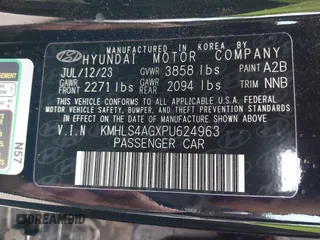 MANUFACTURED IN KOREA BY
HYUNDAI MOTOR COMPANY
JUL/12/23 GVWR 3858 lbs PAINT A2B
GAWR FRONT 2271 lbs GAWR REAR 2094 lbs TRIM NNB
THIS VEHICLE CONFORMS TO ALL APPLICABLE U.S. FEDERAL
MOTOR VEHICLE SAFETY, BUMPER, AND THEFT PREVENTION
STANDARDS IN EFFECT ON THE DATE OF MANUFACTURE SHOWN ABOVE.
V.I.N KMHLS4AGXPU624963
PASSENGER CAR
N57
DREAMBID